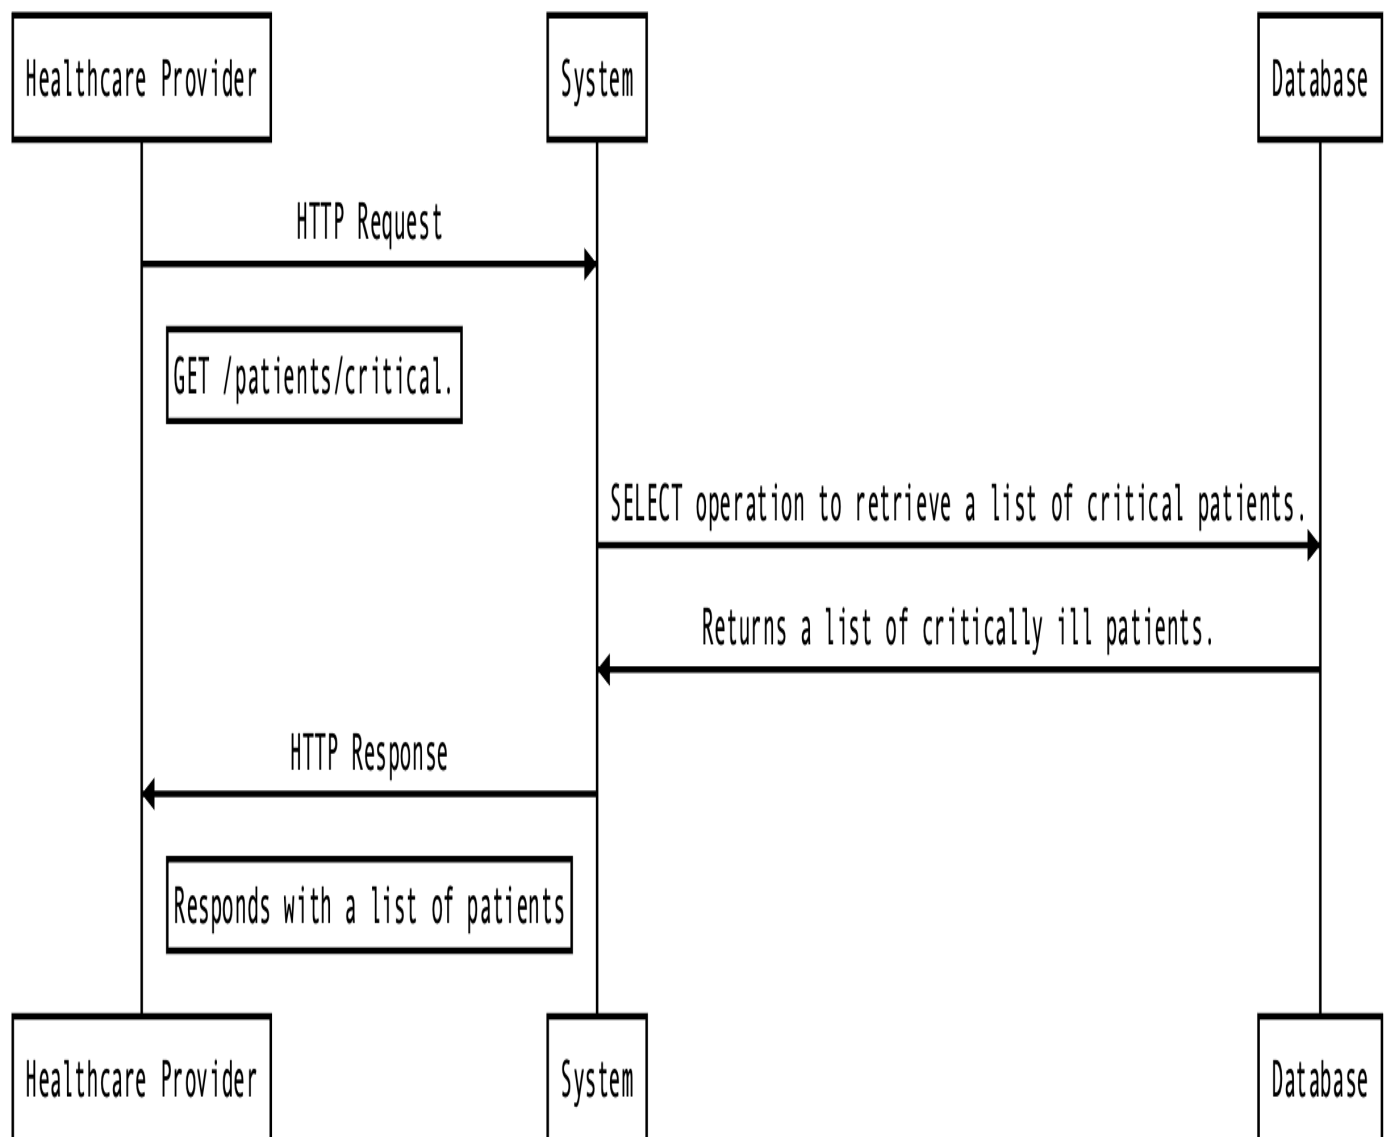 Healthcare Provider
System
Database
HTTP Request
GET /patients/critical.
SELECT operation to retrieve a list of critical patients.
Returns a list of critically ill patients.
HTTP Response
Responds with a list of patients
Healthcare Provider
System
Database